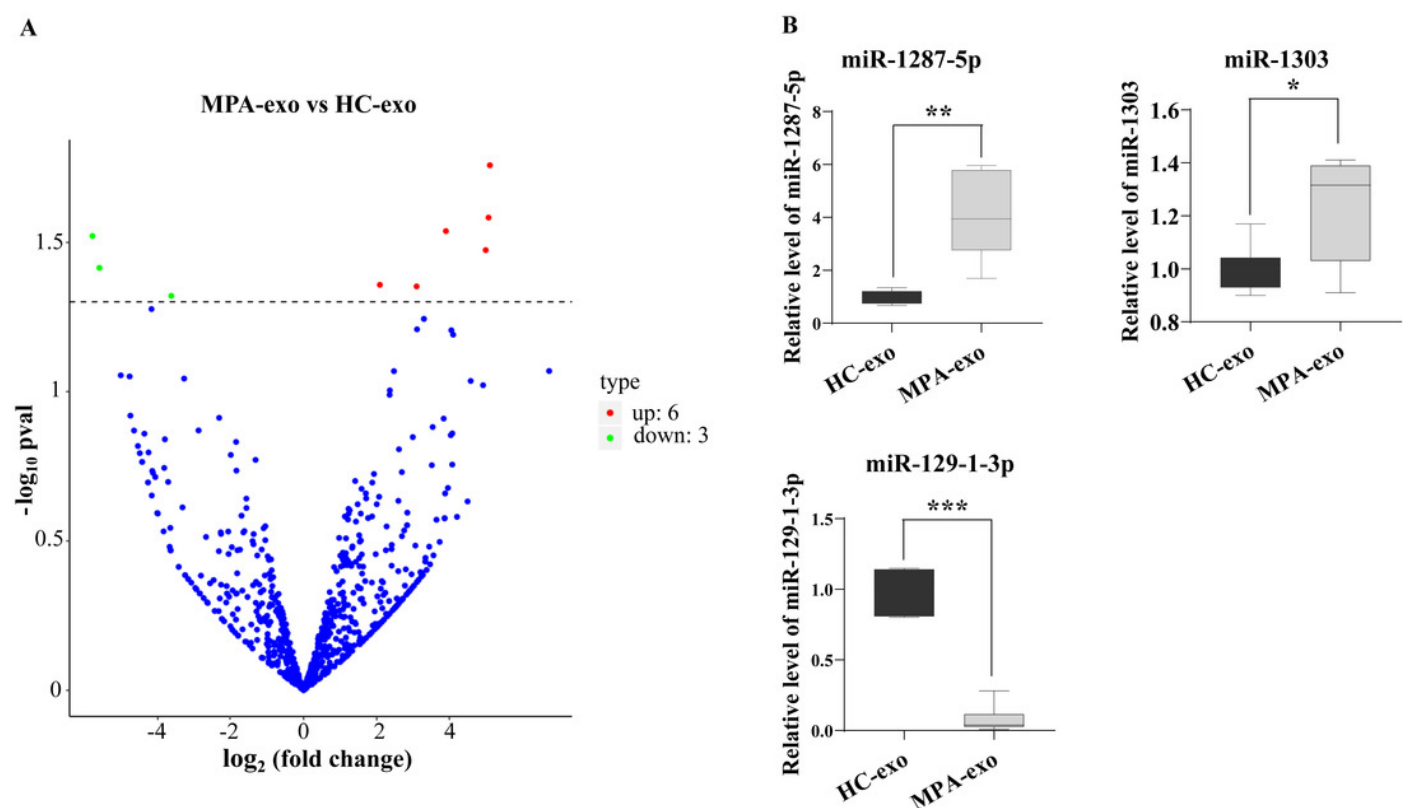 A
MPA-exo vs HC-exo
-log10 pval
1.5
1
0.5
0
-4
-2
0
2
4
log2 (fold change)
type
up: 6
down: 3
B
miR-1287-5p
Relative level of miR-1287-5p
8
6
4
2
0
**
HC-exo
MPA-exo
miR-1303
Relative level of miR-1303
1.6
1.4
1.2
1.0
0.8
*
HC-exo
MPA-exo
miR-129-1-3p
Relative level of miR-129-1-3p
1.5
1.0
0.5
0.0
***
HC-exo
MPA-exo